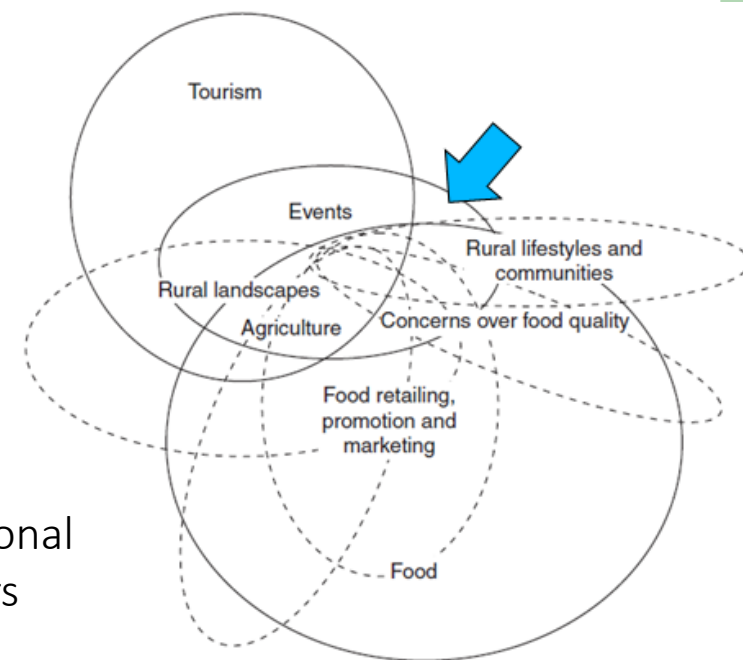 Tourism
Events
Rural lifestyles and
communities
Rural landscapes
Concerns over food quality
Agriculture
Food retailing,
promotion and
marketing
onal
rs
Food